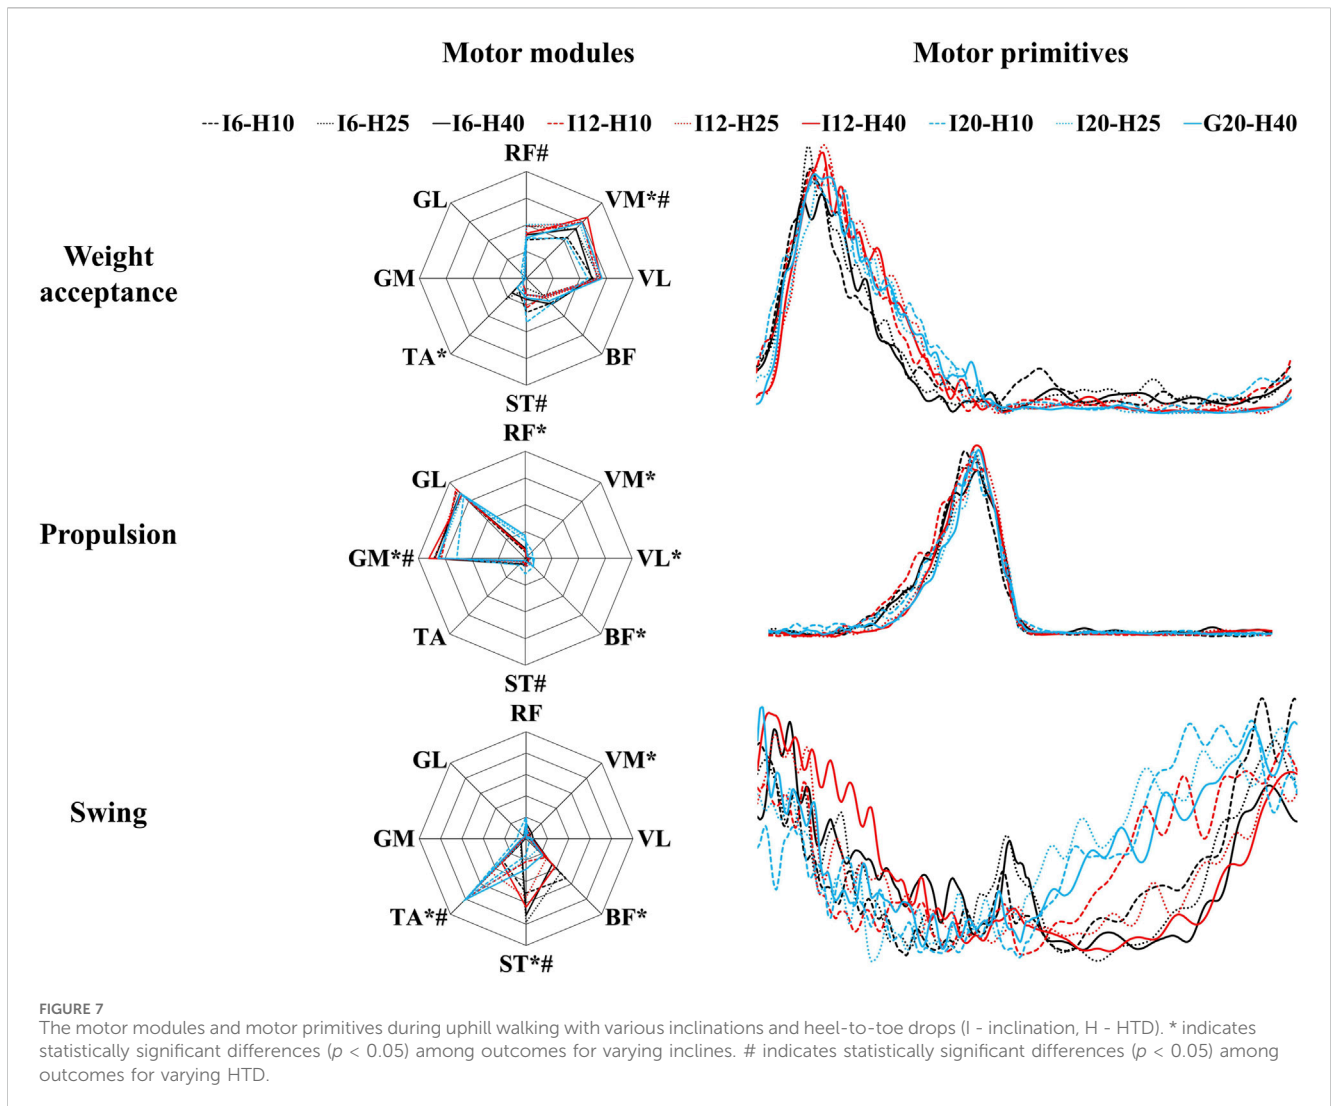 Motor modules
Motor primitives
I6-H10 I6-H25 I6-H40 I12-H10 I12-H25 I12-H40 I20-H10 I20-H25 G20-H40
Weight
acceptance
RF#
GL
VM*#
GM
VL
TA*
BF
ST#
Propulsion
RF*
GL
VM*
GM*#
VL*
TA
BF*
ST#
Swing
RF
GL
VM*
GM
VL
TA*#
BF*
ST*#
FIGURE 7
The motor modules and motor primitives during uphill walking with various inclinations and heel-to-toe drops (I - inclination, H - HTD). * indicates
statistically significant differences (p < 0.05) among outcomes for varying inclines. # indicates statistically significant differences (p < 0.05) among
outcomes for varying HTD.